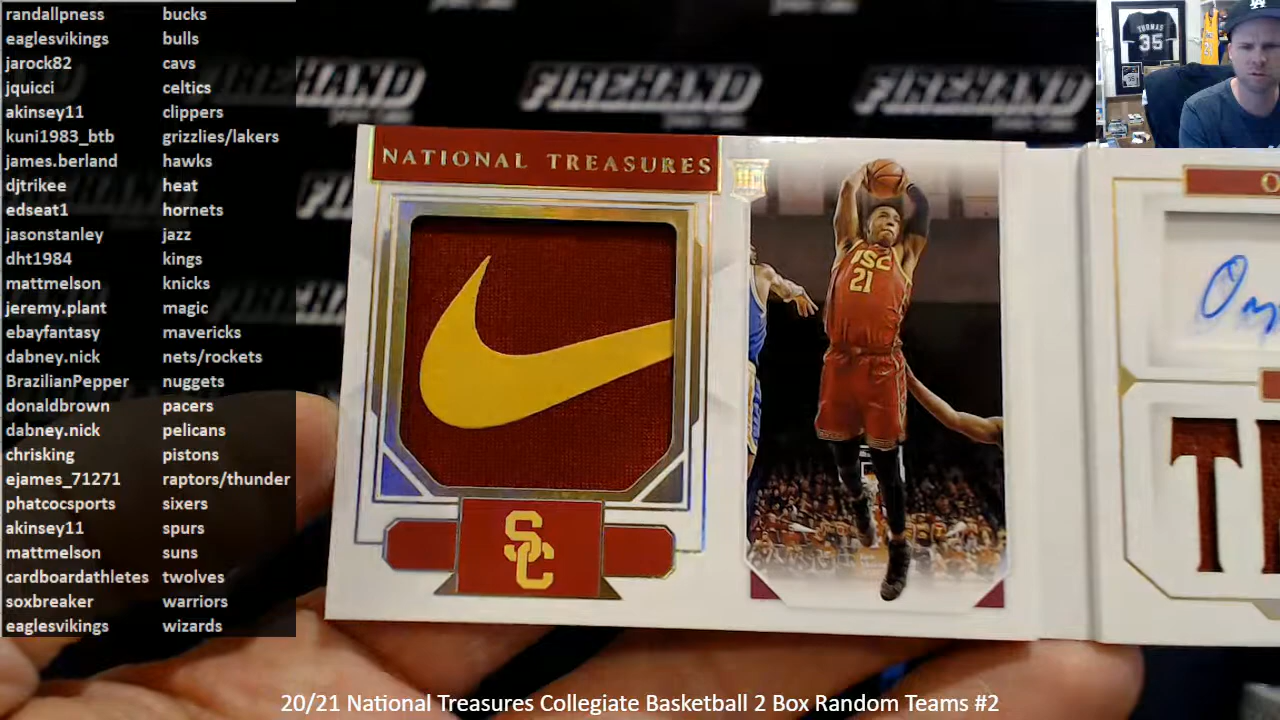 randallpness bucks
eaglesvikings bulls
jarock82 cavs
jquicci celtics
akinsey11 clippers
kuni1983_btb grizzlies/lakers
james.berland hawks
djtrikee heat
edseat1 hornets
jasonstanley jazz
dht1984 kings
mattmelson knicks
jeremy.plant magic
ebayfantasy mavericks
dabney.nick nets/rockets
BrazilianPepper nuggets
donaldbrown pacers
dabney.nick pelicans
chrisking pistons
ejames_71271 raptors/thunder
phatcocsports sixers
akinsey11 spurs
mattmelson suns
cardboardathletes twolves
soxbreaker warriors
eaglesvikings wizards
FIREHAND
FIREHAND
THOMAS
35
NATIONAL TREASURES
USC
21
SC
20/21 National Treasures Collegiate Basketball 2 Box Random Teams #2